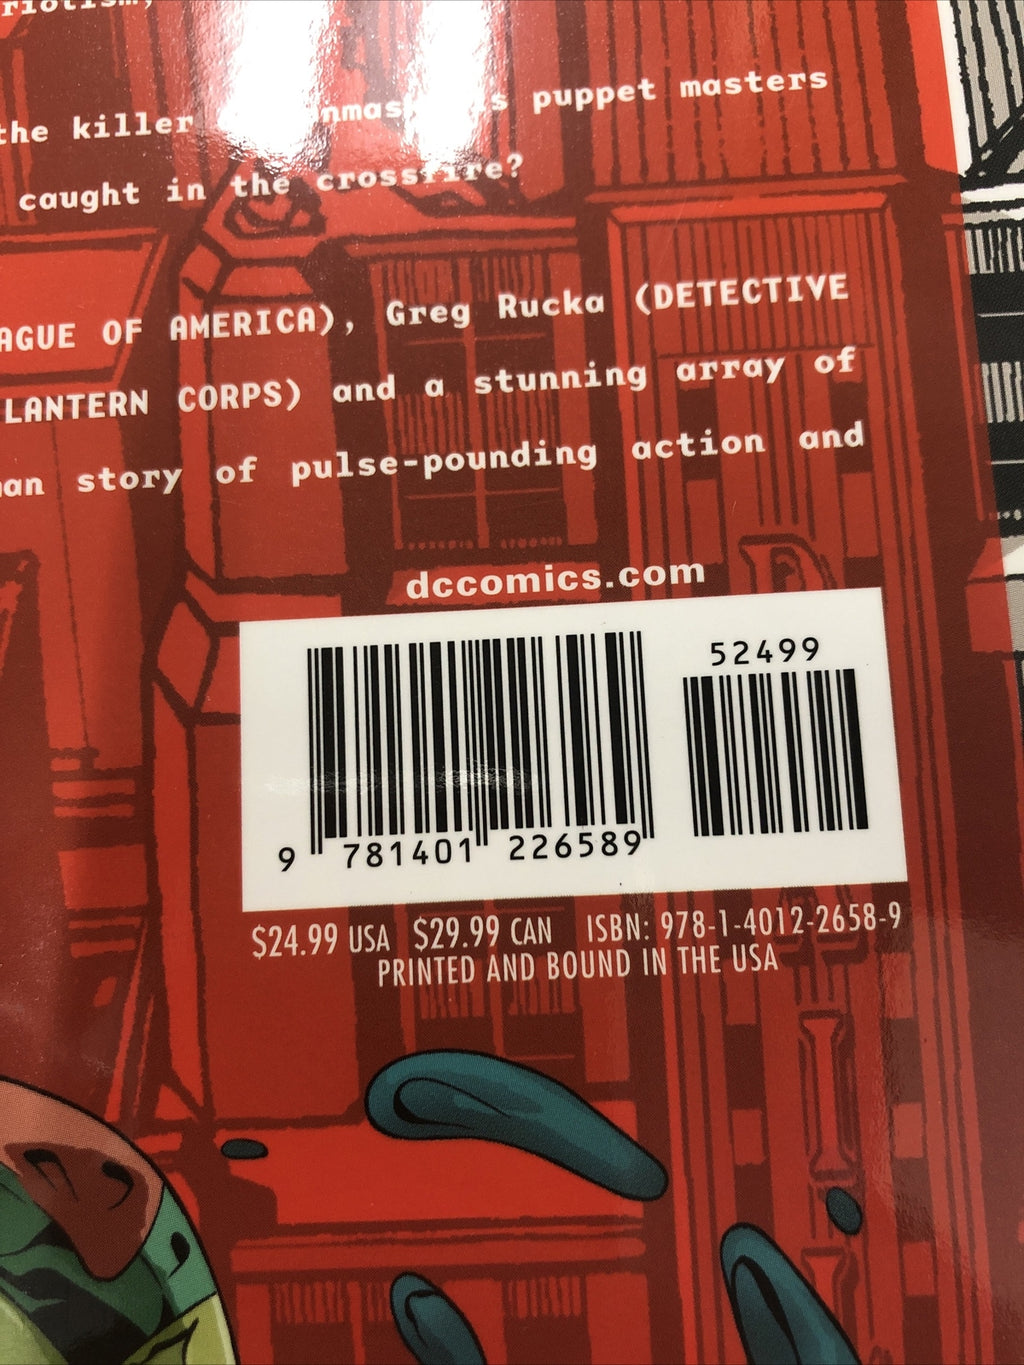 the killer puppet masters
caught in the crossfire?
AGUE OF AMERICA), Greg Rucka (DETECTIVE
LANTERN CORPS) and a stunning array of
an story of pulse-pounding action and
dccomics.com
52499
9 781401 226589
$24.99 USA $29.99 CAN ISBN: 978-1-4012-2658-9
PRINTED AND BOUND IN THE USA